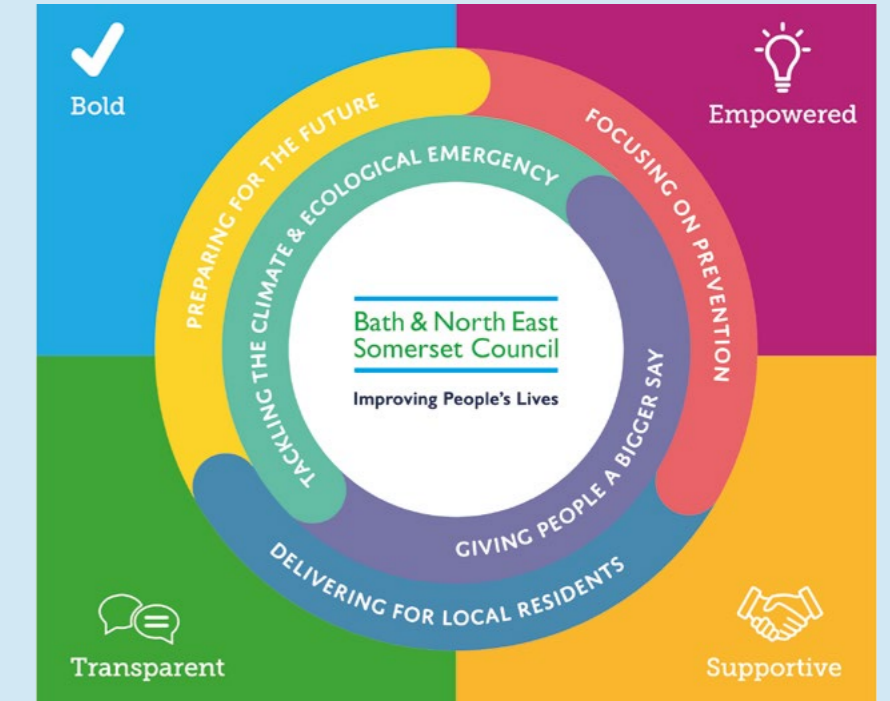 Bold
Empowered
PREPARING FOR THE FUTURE
FOCUSING ON PREVENTION
TACKLING THE CLIMATE & ECOLOGICAL EMERGENCY
Bath & North East
Somerset Council
Improving People's Lives
GIVING PEOPLE A BIGGER SAY
DELIVERING FOR LOCAL RESIDENTS
Transparent
Supportive